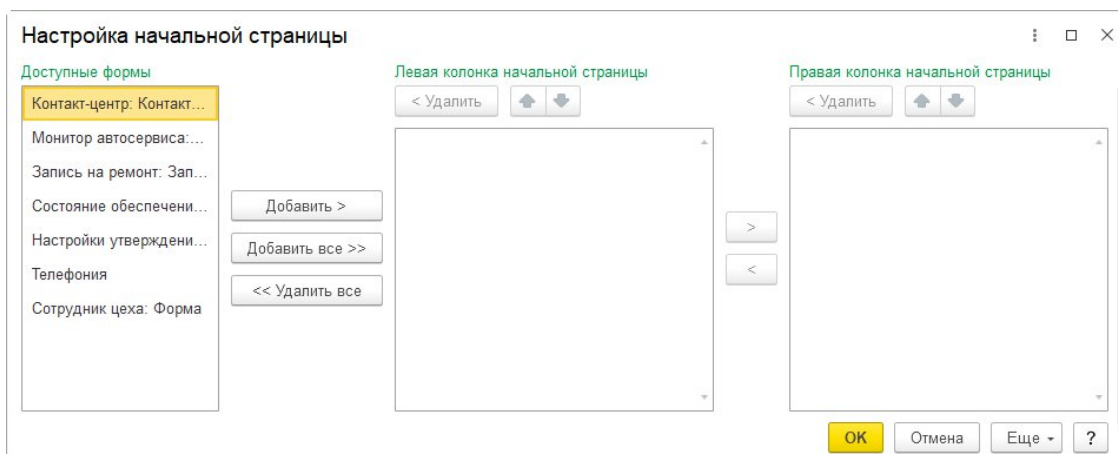 Настройка начальной страницы
Доступные формы
Контакт-центр: Контакт...
Монитор автосервиса:...
Запись на ремонт: Зап...
Состояние обеспечени...
Настройки утверждени...
Телефония
Сотрудник цеха: Форма
Добавить >
Добавить все >>
<< Удалить все
Левая колонка начальной страницы
< Удалить
>
<
Правая колонка начальной страницы
< Удалить
OK
Отмена
Еще
?